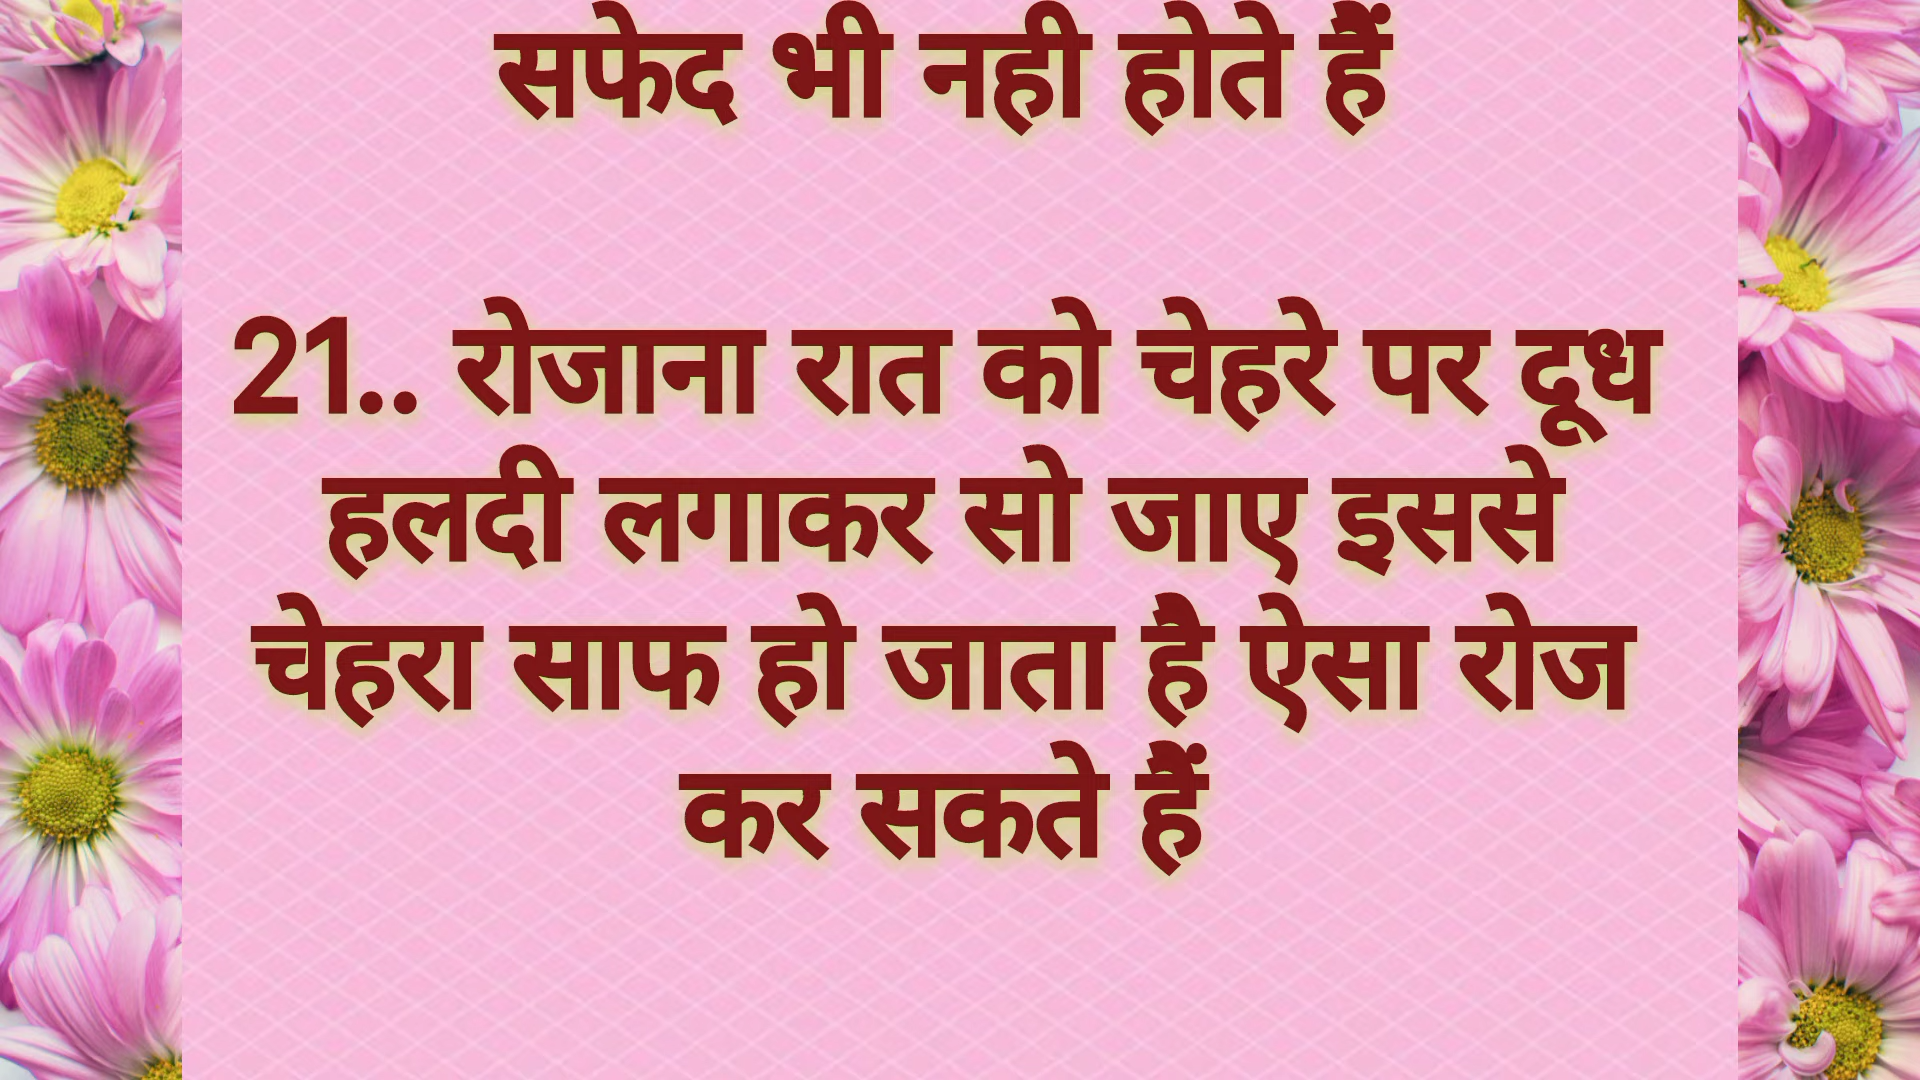 सफेद भी नही होते हैं
21.. रोजाना रात को चेहरे पर दूध
हलदी लगाकर सो जाए इससे
चेहरा साफ हो जाता है ऐसा रोज
कर सकते हैं